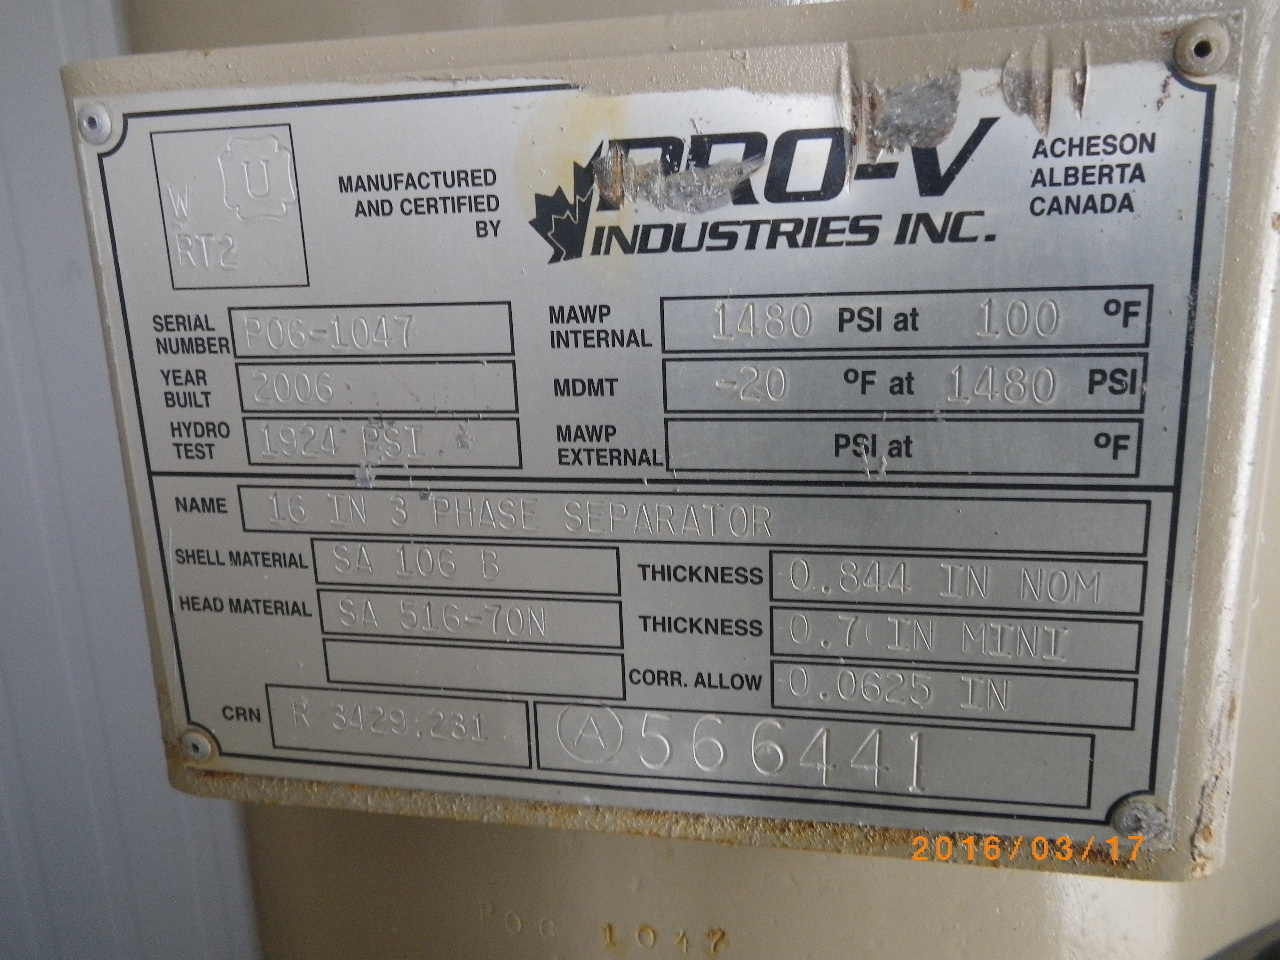 U
W
RT2
MANUFACTURED
AND CERTIFIED
BY
PRO-V
INDUSTRIES INC.
ACHESON
ALBERTA
CANADA
SERIAL NUMBER P06-1047
MAWP INTERNAL 1480 PSI at 100 ºF
YEAR BUILT 2006
MDMT -20 ºF at 1480 PSI
HYDRO TEST 1924 PSI
MAWP EXTERNAL PSI at ºF
NAME 16 IN 3 PHASE SEPARATOR
SHELL MATERIAL SA 106 B
THICKNESS 0.844 IN NOM
HEAD MATERIAL SA 516-70N
THICKNESS IN MINI
CORR. ALLOW 0.0625 IN
CRN R 3429.231
A 566441
2016/03/17
P06 1047